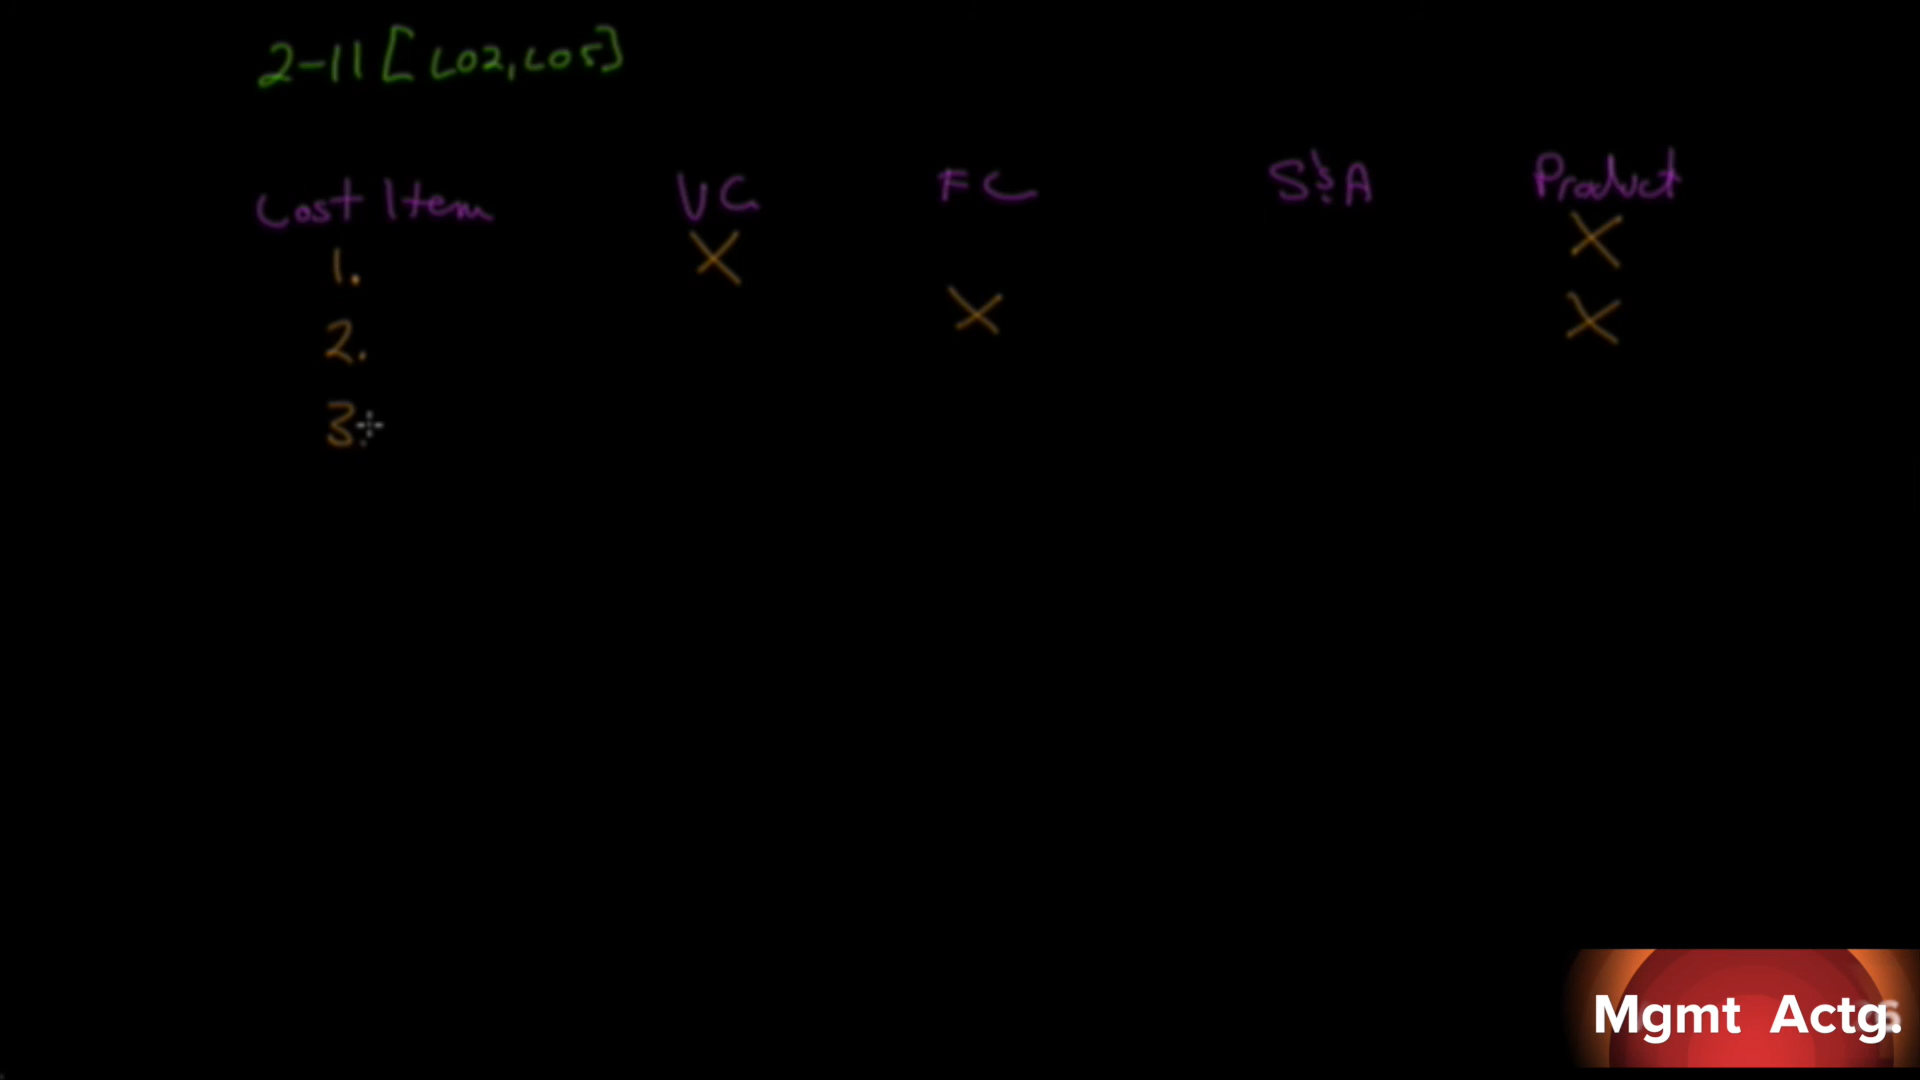 2-11 [LO2, LO5]
Cost Item VC FC S&A Product
1. X X
2. X X
3.
Mgmt Actg.